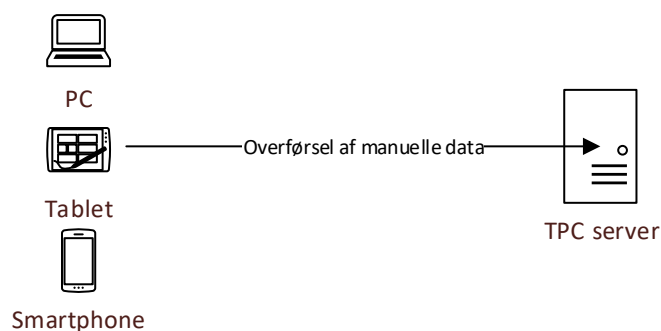 PC
Overførsel af manuelle data
Tablet
TPC server
Smartphone